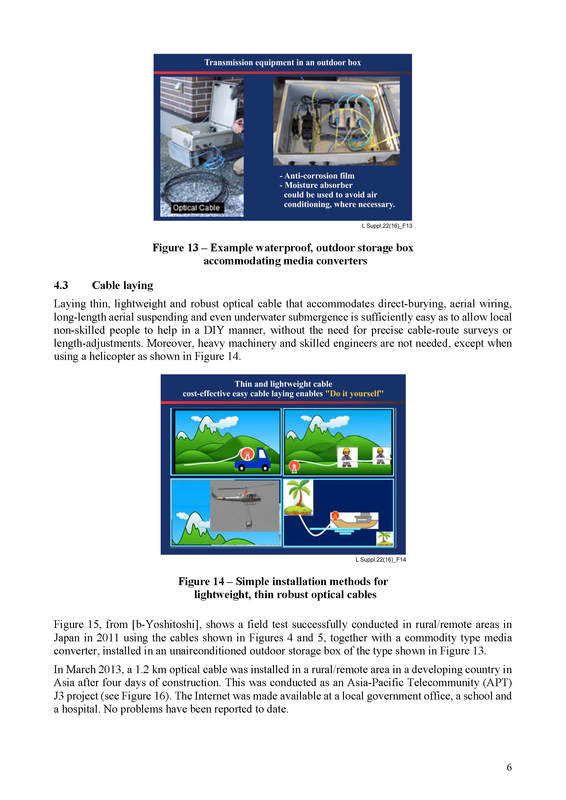 Transmission equipment in an outdoor box
Optical Cable
- Anti-corrosion film
- Moisture absorber
could be used to avoid air
conditioning, where necessary.
L Suppl.22(16)_F13
Figure 13 – Example waterproof, outdoor storage box
accommodating media converters
4.3 Cable laying
Laying thin, lightweight and robust optical cable that accommodates direct-burying, aerial wiring,
long-length aerial suspending and even underwater submergence is sufficiently easy as to allow local
non-skilled people to help in a DIY manner, without the need for precise cable-route surveys or
length-adjustments. Moreover, heavy machinery and skilled engineers are not needed, except when
using a helicopter as shown in Figure 14.
Thin and lightweight cable
cost-effective easy cable laying enables "Do it yourself"
L Suppl.22(16)_F14
Figure 14 – Simple installation methods for
lightweight, thin robust optical cables
Figure 15, from [b-Yoshitoshi], shows a field test successfully conducted in rural/remote areas in
Japan in 2011 using the cables shown in Figures 4 and 5, together with a commodity type media
converter, installed in an unairconditioned outdoor storage box of the type shown in Figure 13.
In March 2013, a 1.2 km optical cable was installed in a rural/remote area in a developing country in
Asia after four days of construction. This was conducted as an Asia-Pacific Telecommunity (APT)
J3 project (see Figure 16). The Internet was made available at a local government office, a school and
a hospital. No problems have been reported to date.
6